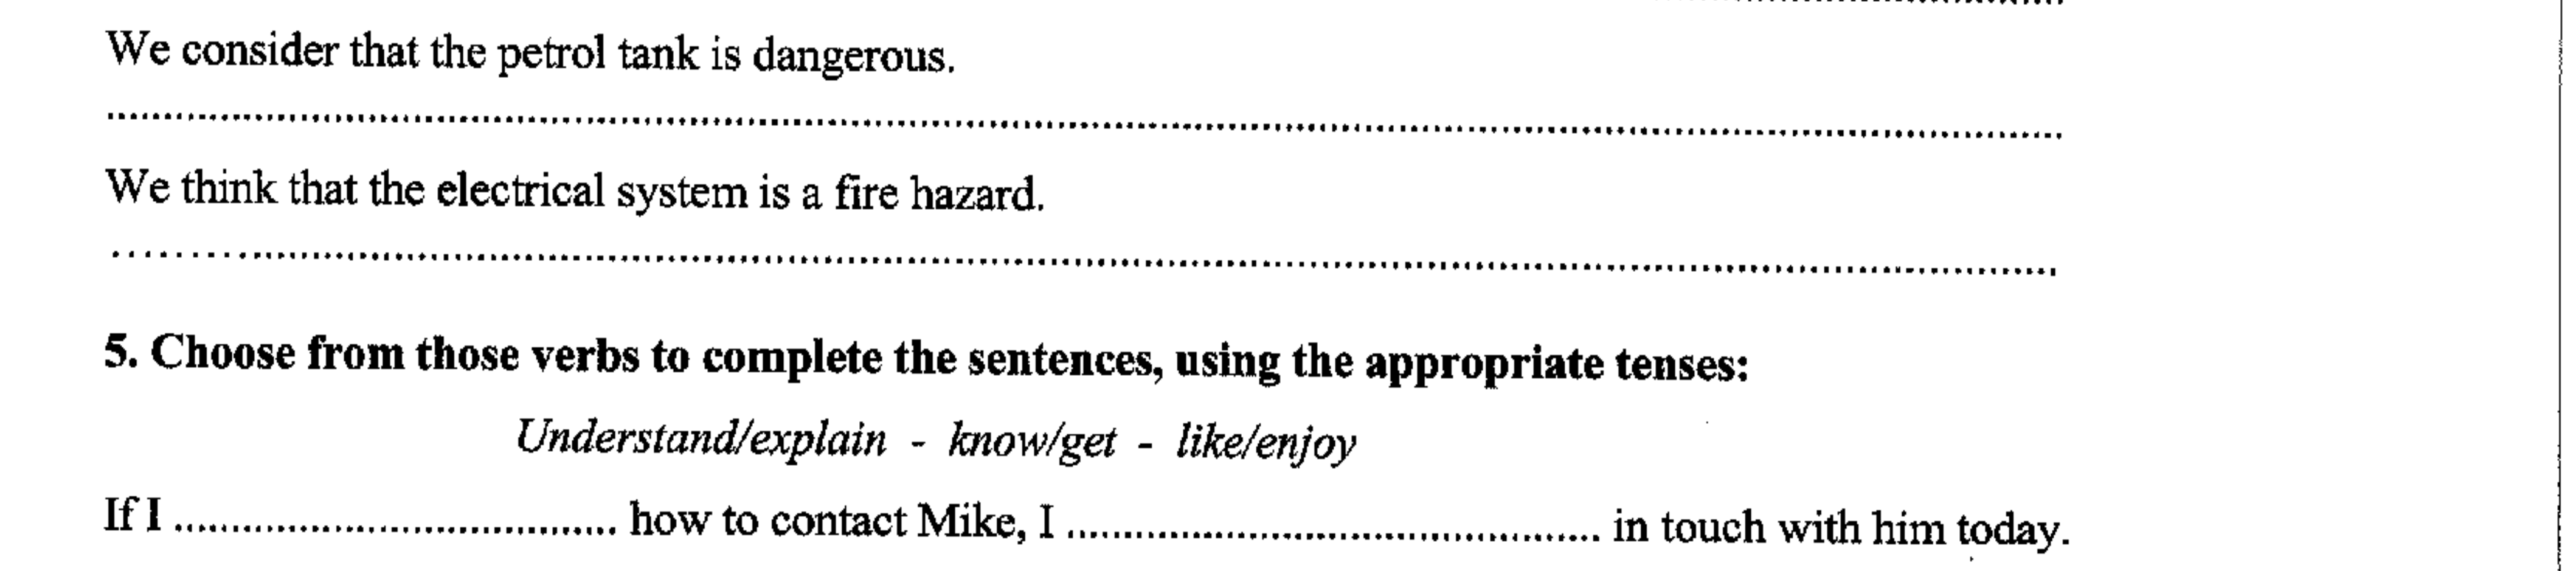 We consider that the petrol tank is dangerous.
................................................................................
We think that the electrical system is a fire hazard.
................................................................................
5. Choose from those verbs to complete the sentences, using the appropriate tenses:
Understand/explain - know/get - like/enjoy
If I ........................................ how to contact Mike, I ................................................ in touch with him today.